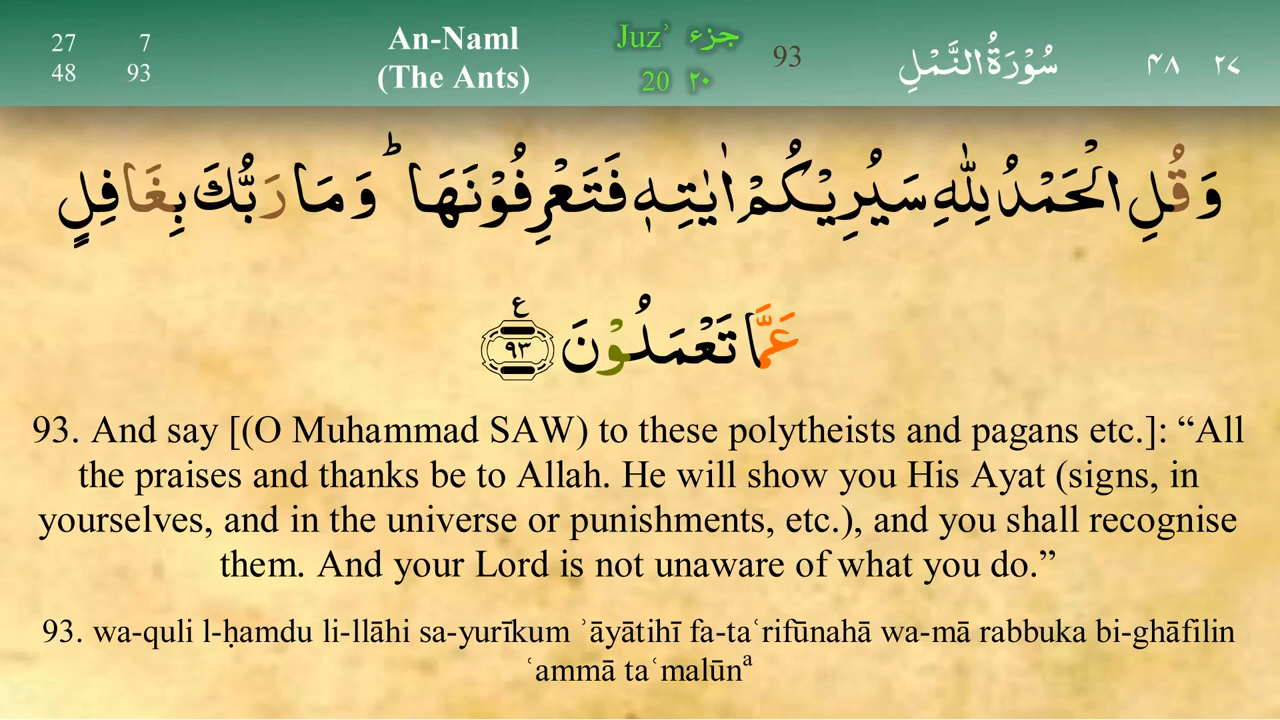 27 7
48 93
An-Naml
(The Ants)
Juzʾ جزء
20 ٢٠
93
سُوْرَةُ النَّمْلِ
٤٨ ٢٧
وَقُلِ الْحَمْدُ لِلّٰهِ سَيُرِيْكُمْ اٰيٰتِهٖ فَتَعْرِفُوْنَهَا ؕ وَمَا رَبُّكَ بِغَافِلٍ
عَمَّا تَعْمَلُوْنَ ٩٣ ع
93. And say [(O Muhammad SAW) to these polytheists and pagans etc.]: “All
the praises and thanks be to Allah. He will show you His Ayat (signs, in
yourselves, and in the universe or punishments, etc.), and you shall recognise
them. And your Lord is not unaware of what you do.”
93. wa-quli l-ḥamdu li-llāhi sa-yurīkum ʾāyātihī fa-taʿrifūnahā wa-mā rabbuka bi-ghāfilin
ʿammā taʿmalūnᵃ